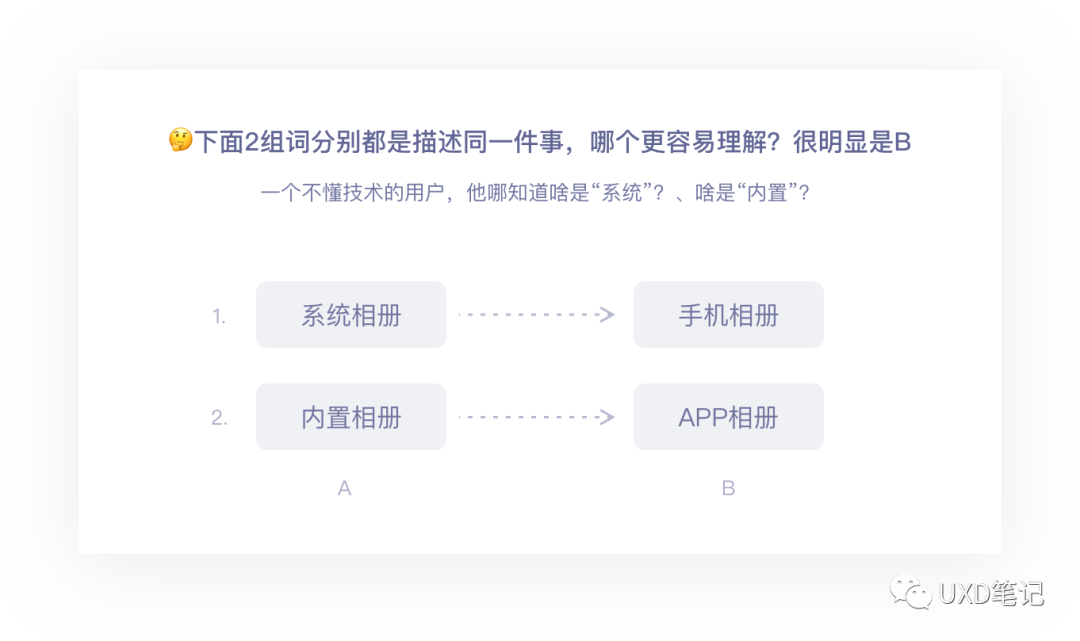 🤔下面2组词分别都是描述同一件事，哪个更容易理解？很明显是B
一个不懂技术的用户，他哪知道啥是“系统”？、啥是“内置”？
1. 系统相册 手机相册
2. 内置相册 APP相册
A B
UXD笔记